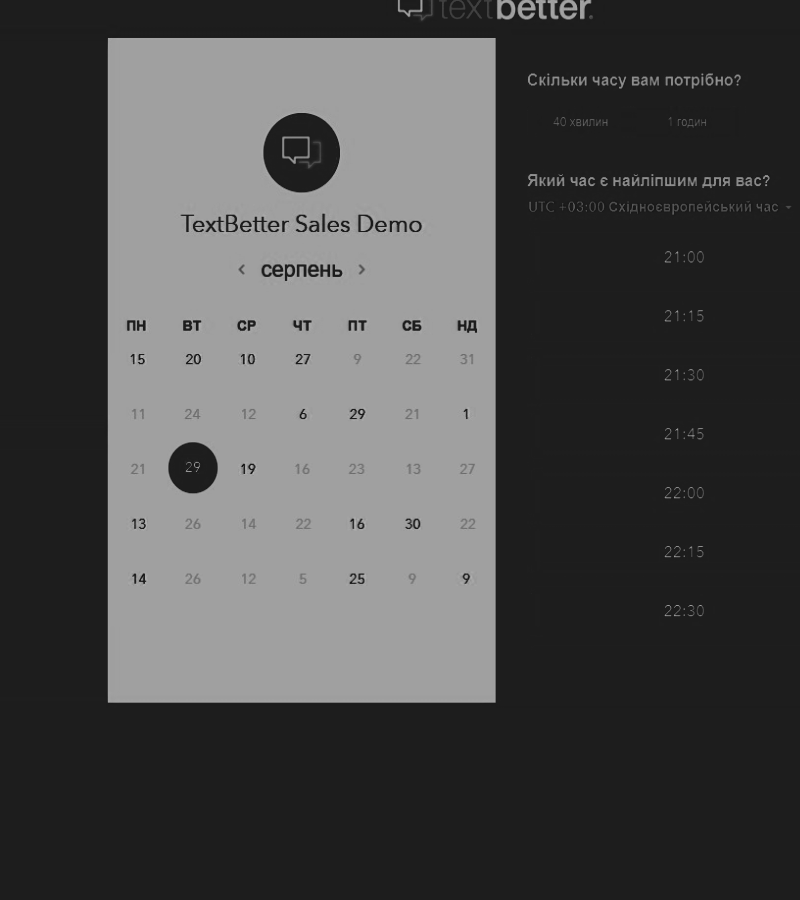 textbetter.
TextBetter Sales Demo
‹ серпень ›
ПН ВТ СР ЧТ ПТ СБ НД
15 20 10 27 9 22 31
11 24 12 6 29 21 1
21 29 19 16 23 13 27
13 26 14 22 16 30 22
14 26 12 5 25 9 9
Скільки часу вам потрібно?
40 хвилин 1 годин
Який час є найліпшим для вас?
UTC +03:00 Східноєвропейський час
21:00
21:15
21:30
21:45
22:00
22:15
22:30